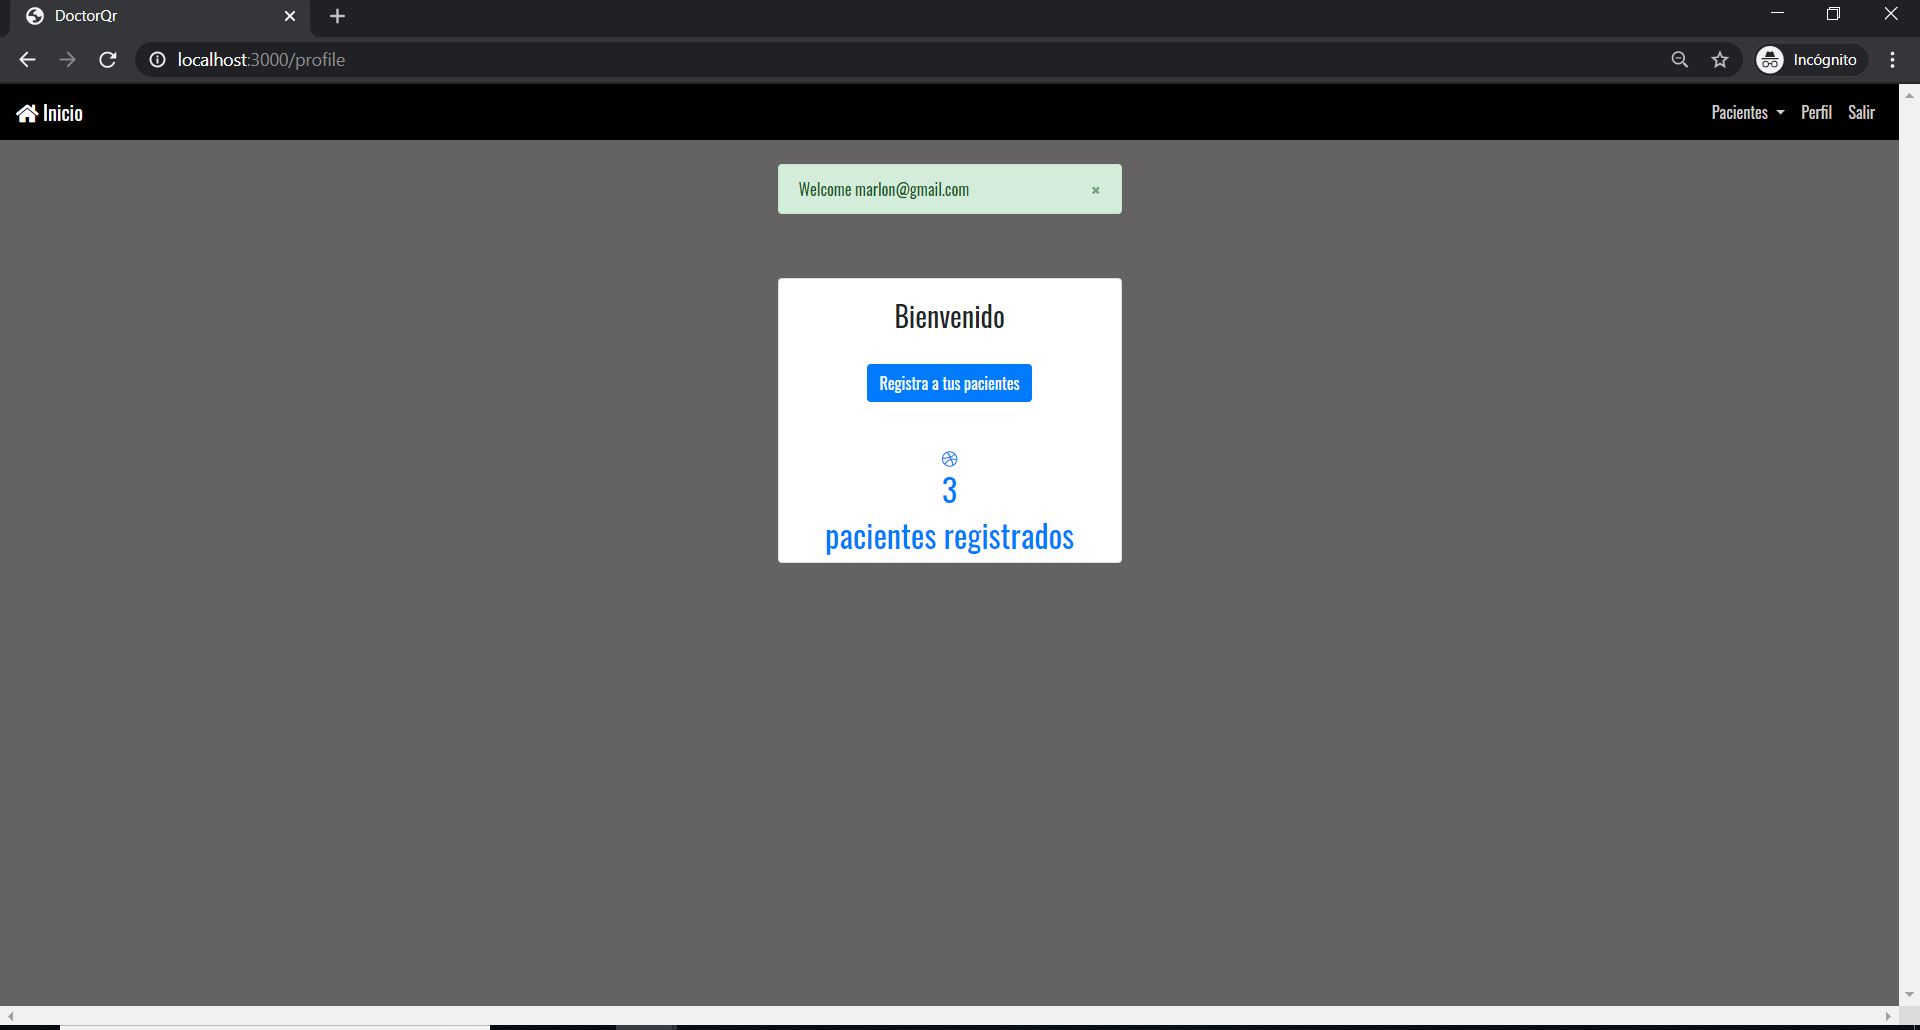 DoctorQr
localhost:3000/profile
Incógnito
Inicio
Pacientes Perfil Salir
Welcome marlon@gmail.com ×
Bienvenido
Registra a tus pacientes
3
pacientes registrados